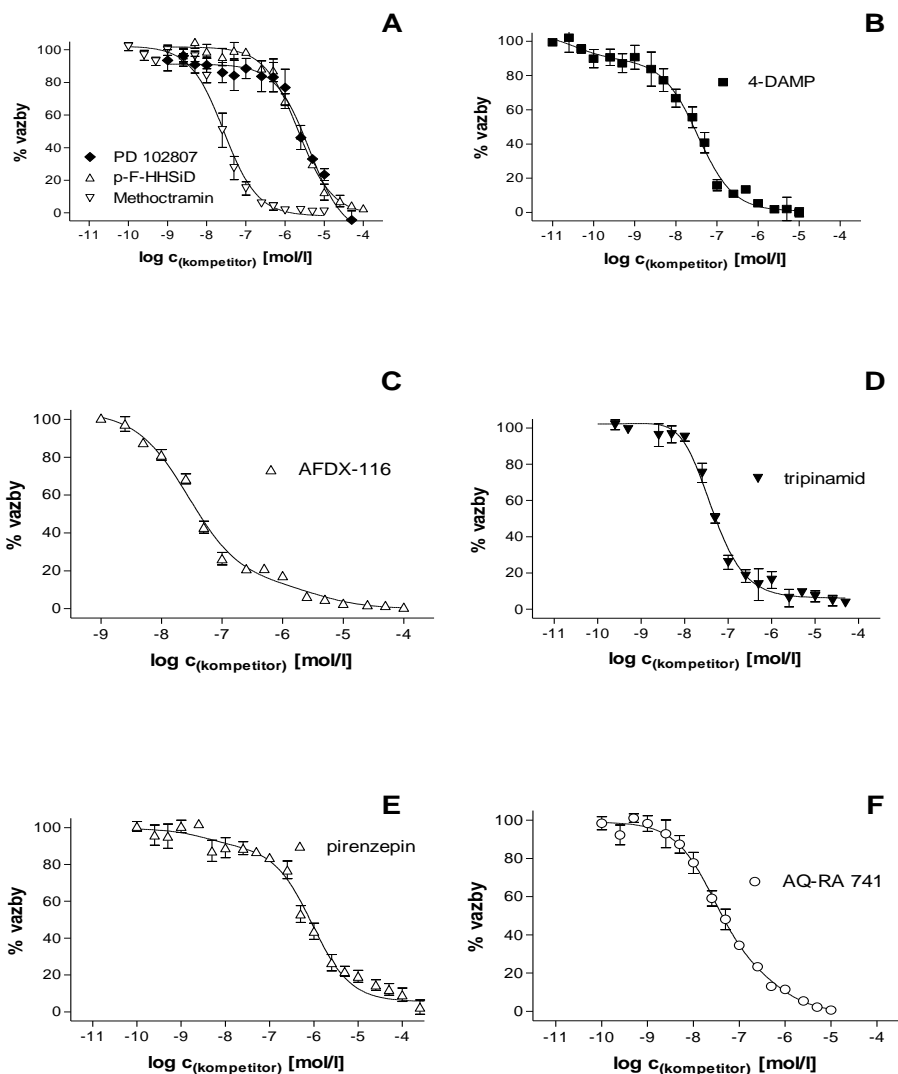 A
100
80
60
40
20
0
% vazby
PD 102807
p-F-HHSiD
Methoctramin
-11 -10 -9 -8 -7 -6 -5 -4
log c(kompetitor) [mol/l]
B
100
80
60
40
20
0
% vazby
4-DAMP
-11 -10 -9 -8 -7 -6 -5 -4
log c(kompetitor) [mol/l]
C
100
80
60
40
20
0
% vazby
AFDX-116
-9 -8 -7 -6 -5 -4
log c(kompetitor) [mol/l]
D
100
80
60
40
20
0
% vazby
tripinamid
-11 -10 -9 -8 -7 -6 -5 -4
log c(kompetitor) [mol/l]
E
100
80
60
40
20
0
% vazby
pirenzepin
-11 -10 -9 -8 -7 -6 -5 -4
log c(kompetitor) [mol/l]
F
100
80
60
40
20
0
% vazby
AQ-RA 741
-11 -10 -9 -8 -7 -6 -5 -4
log c(kompetitor) [mol/l]